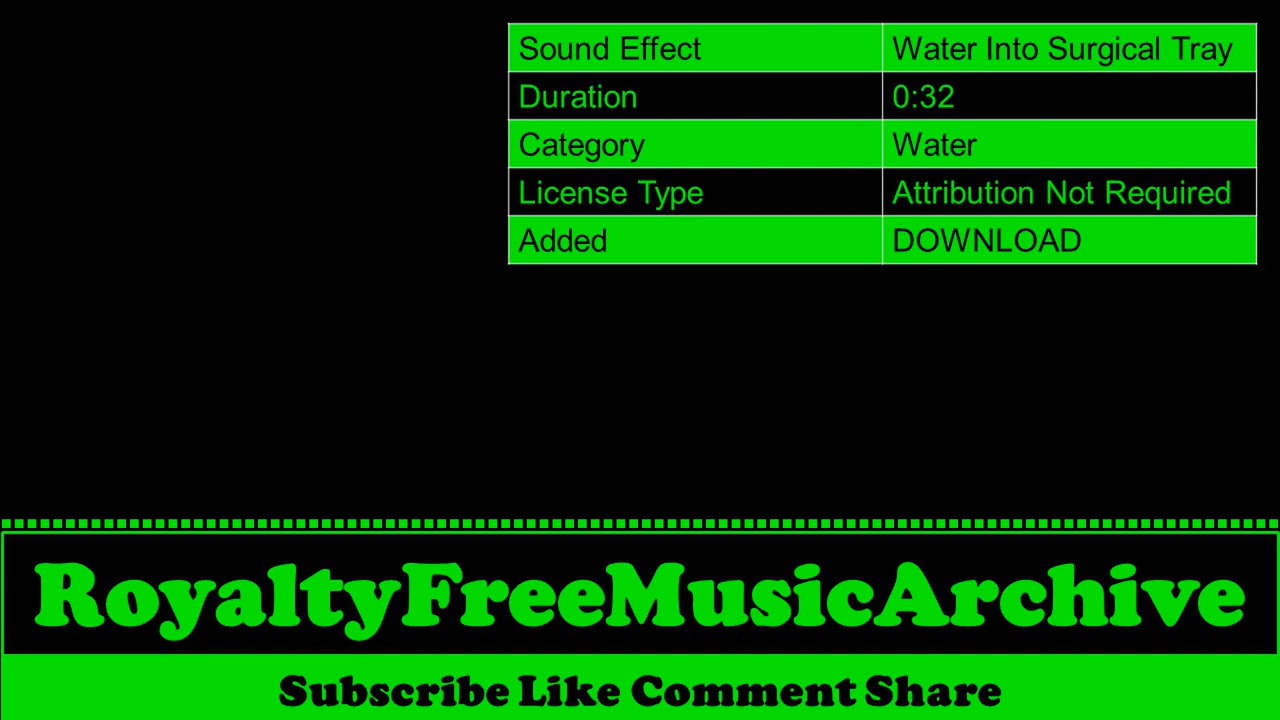 Sound Effect Water Into Surgical Tray
Duration 0:32
Category Water
License Type Attribution Not Required
Added DOWNLOAD
RoyaltyFreeMusicArchive
Subscribe Like Comment Share